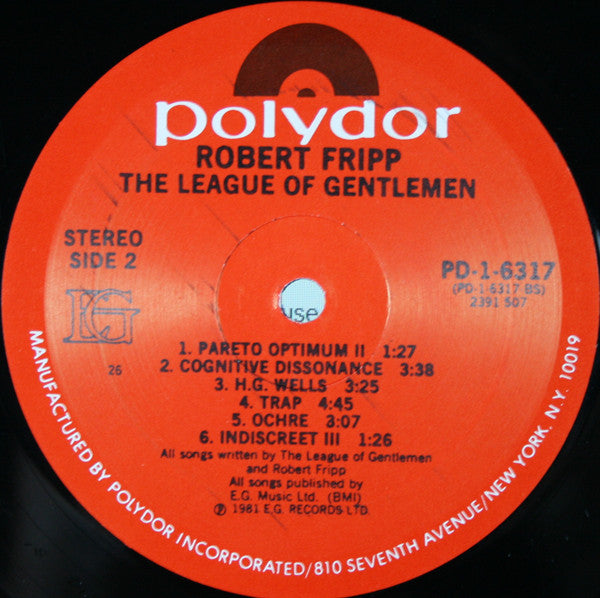 polydor
ROBERT FRIPP
THE LEAGUE OF GENTLEMEN
STEREO
SIDE 2
PD-1-6317
(PD-1-6317 BS)
2391 507
EG
26
use
1. PARETO OPTIMUM II 1:27
2. COGNITIVE DISSONANCE 3:38
3. H.G. WELLS 3:25
4. TRAP 4:45
5. OCHRE 3:07
6. INDISCREET III 1:26
All songs written by The League of Gentlemen
and Robert Fripp
All songs published by
E.G. Music Ltd. (BMI)
℗ 1981 E.G. RECORDS LTD.
MANUFACTURED BY POLYDOR INCORPORATED/810 SEVENTH AVENUE/NEW YORK, N.Y. 10019